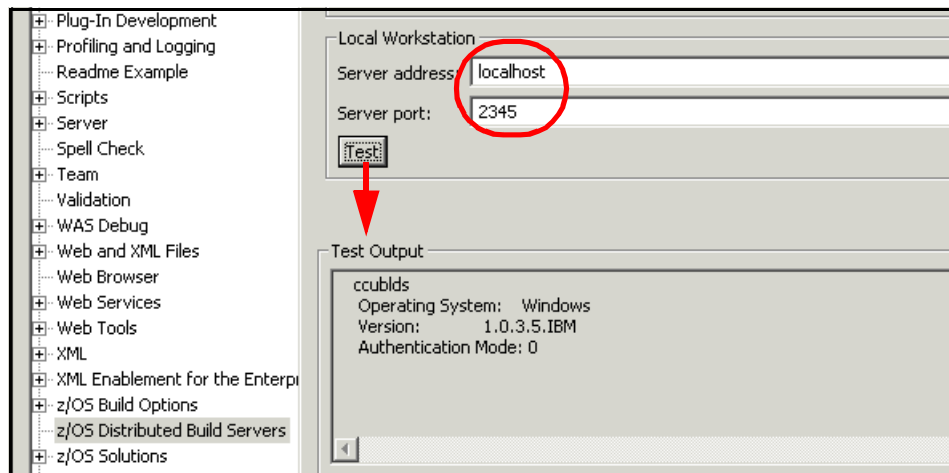 Plug-In Development
Profiling and Logging
Readme Example
Scripts
Server
Spell Check
Team
Validation
WAS Debug
Web and XML Files
Web Browser
Web Services
Web Tools
XML
XML Enablement for the Enterpr
z/OS Build Options
z/OS Distributed Build Servers
z/OS Solutions
Local Workstation
Server address: localhost
Server port: 2345
Test
Test Output
ccublds
Operating System: Windows
Version: 1.0.3.5.IBM
Authentication Mode: 0